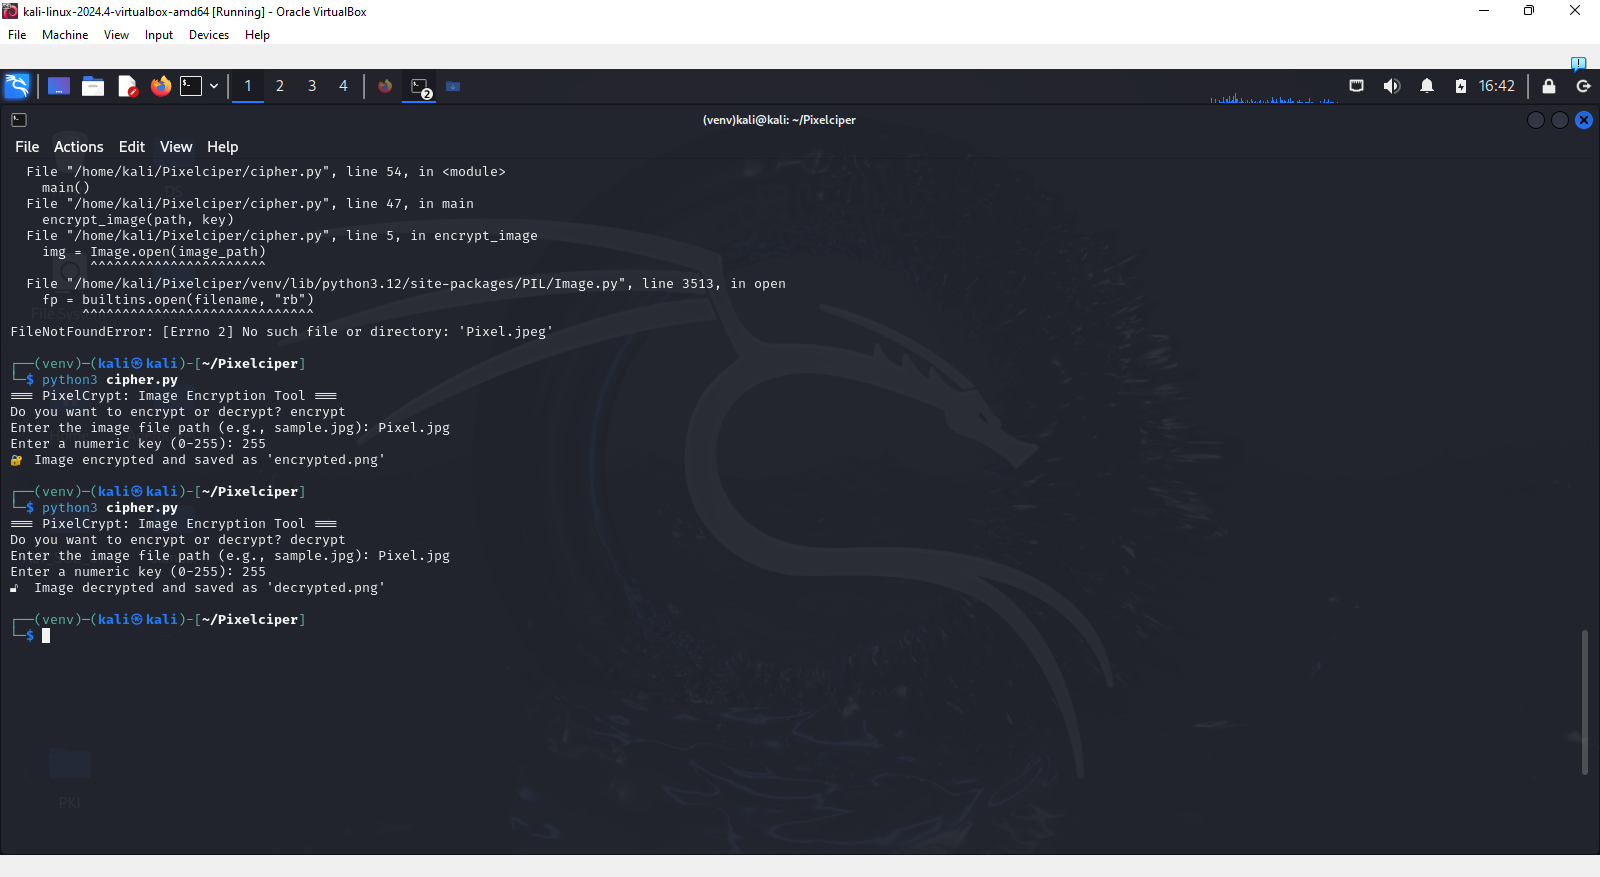 kali-linux-2024.4-virtualbox-amd64 [Running] - Oracle VirtualBox
File Machine View Input Devices Help
1 2 3 4 2 16:42
(venv)kali@kali: ~/Pixelciper
File Actions Edit View Help
File "/home/kali/Pixelciper/cipher.py", line 54, in <module>
main()
File "/home/kali/Pixelciper/cipher.py", line 47, in main
encrypt_image(path, key)
File "/home/kali/Pixelciper/cipher.py", line 5, in encrypt_image
img = Image.open(image_path)
^^^^^^^^^^^^^^^^^^^^^^
File "/home/kali/Pixelciper/venv/lib/python3.12/site-packages/PIL/Image.py", line 3513, in open
fp = builtins.open(filename, "rb")
^^^^^^^^^^^^^^^^^^^^^^^^^^^^^
File System
FileNotFoundError: [Errno 2] No such file or directory: 'Pixel.jpeg'
┌──(venv)─(kali㉿kali)-[~/Pixelciper]
└─$ python3 cipher.py
=== PixelCrypt: Image Encryption Tool ===
Do you want to encrypt or decrypt? encrypt
Enter the image file path (e.g., sample.jpg): Pixel.jpg
Enter a numeric key (0-255): 255
🔐 Image encrypted and saved as 'encrypted.png'
┌──(venv)─(kali㉿kali)-[~/Pixelciper]
└─$ python3 cipher.py
=== PixelCrypt: Image Encryption Tool ===
Do you want to encrypt or decrypt? decrypt
Enter the image file path (e.g., sample.jpg): Pixel.jpg
Enter a numeric key (0-255): 255
🔓 Image decrypted and saved as 'decrypted.png'
┌──(venv)─(kali㉿kali)-[~/Pixelciper]
└─$
PKI